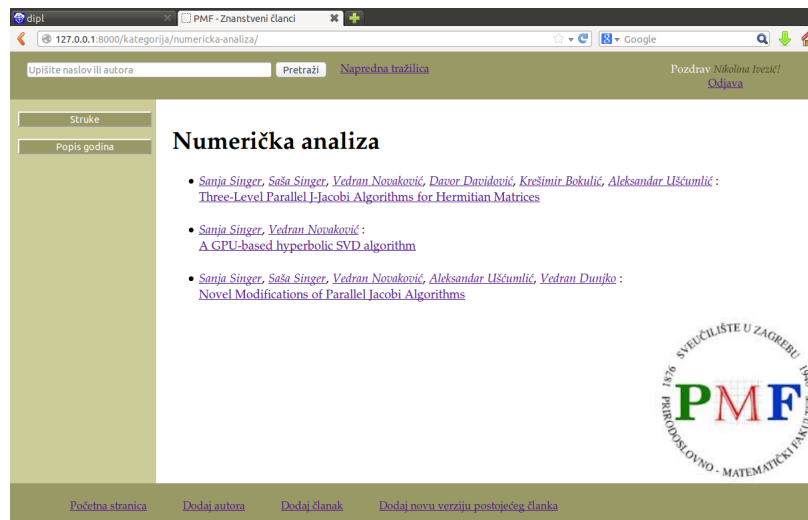 dipl
PMF - Znanstveni članci
127.0.0.1:8000/kategorija/numericka-analiza/
Google
Upišite naslov ili autora
Pretraži
Napredna tražilica
Pozdrav Nikolina Ivezić!
Odjava
Struke
Popis godina
Numerička analiza
Sanja Singer, Saša Singer, Vedran Novaković, Davor Davidović, Krešimir Bokulić, Aleksandar Ušćumlić :
Three-Level Parallel J-Jacobi Algorithms for Hermitian Matrices
Sanja Singer, Vedran Novaković :
A GPU-based hyperbolic SVD algorithm
Sanja Singer, Saša Singer, Vedran Novaković, Aleksandar Ušćumlić, Vedran Dunjko :
Novel Modifications of Parallel Jacobi Algorithms
SVEUČILIŠTE U ZAGREBU
1876
PMF
PRIRODOSLOVNO - MATEMATIČKI
Početna stranica
Dodaj autora
Dodaj članak
Dodaj novu verziju postojećeg članka